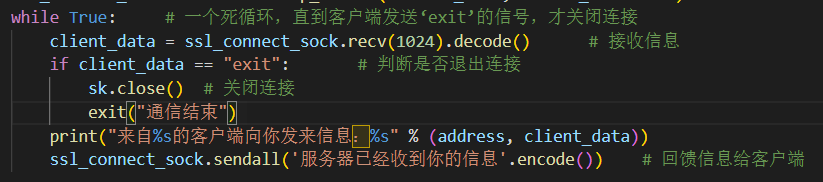 while True:     # 一个死循环，直到客户端发送‘exit’的信号，才关闭连接
    client_data = ssl_connect_sock.recv(1024).decode()      # 接收信息
    if client_data == "exit":       # 判断是否退出连接
        sk.close()  # 关闭连接
        exit("通信结束")
    print("来自%s的客户端向你发来信息：%s" % (address, client_data))
    ssl_connect_sock.sendall('服务器已经收到你的信息'.encode())   # 回馈信息给客户端